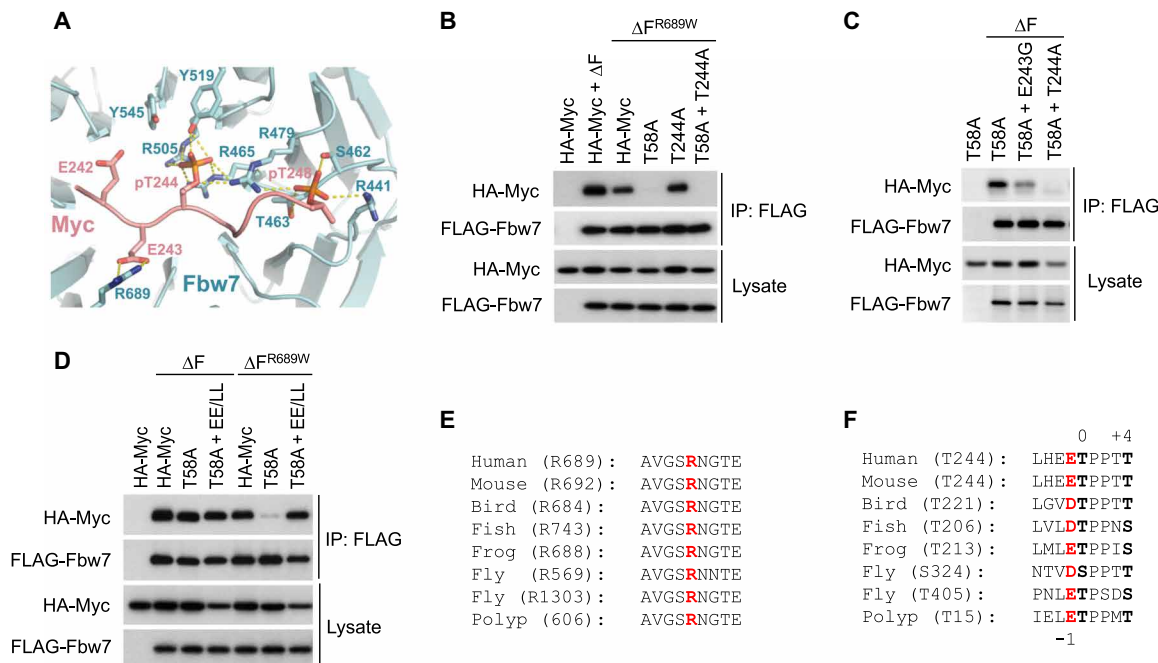 A
Y519
Y545
R505
R465
R479
S462
E242
pT244
pT248
R441
Myc
T463
E243
R689
Fbw7
B
ΔF^R689W
HA-Myc
HA-Myc + ΔF
HA-Myc
T58A
T244A
T58A + T244A
HA-Myc
FLAG-Fbw7
IP: FLAG
HA-Myc
FLAG-Fbw7
Lysate
C
ΔF
T58A
T58A
T58A + E243G
T58A + T244A
HA-Myc
FLAG-Fbw7
IP: FLAG
HA-Myc
FLAG-Fbw7
Lysate
D
ΔF ΔF^R689W
HA-Myc
HA-Myc
T58A
T58A + EE/LL
HA-Myc
T58A
T58A + EE/LL
HA-Myc
FLAG-Fbw7
IP: FLAG
HA-Myc
FLAG-Fbw7
Lysate
E
Human (R689): AVGSRNGTE
Mouse (R692): AVGSRNGTE
Bird (R684): AVGSRNGTE
Fish (R743): AVGSRNGTE
Frog (R688): AVGSRNGTE
Fly (R569): AVGSRNNTE
Fly (R1303): AVGSRNGTE
Polyp (606): AVGSRNGTE
F
0 +4
Human (T244): LHEETPPTT
Mouse (T244): LHEETPPTT
Bird (T221): LGVDTPPTT
Fish (T206): LVLDTPPNS
Frog (T213): LMLETPPIS
Fly (S324): NTVDSPPTT
Fly (T405): PNLETPSDS
Polyp (T15): IELETPPMT
−1